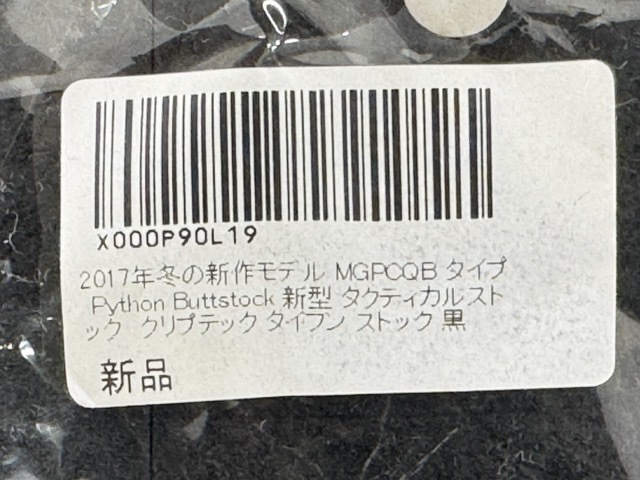 X000P90L19
2017年冬の新作モデル MGPCQB タイプ
Python Buttstock 新型 タクティカルスト
ック クリプテック タイフン ストック 黒
新品